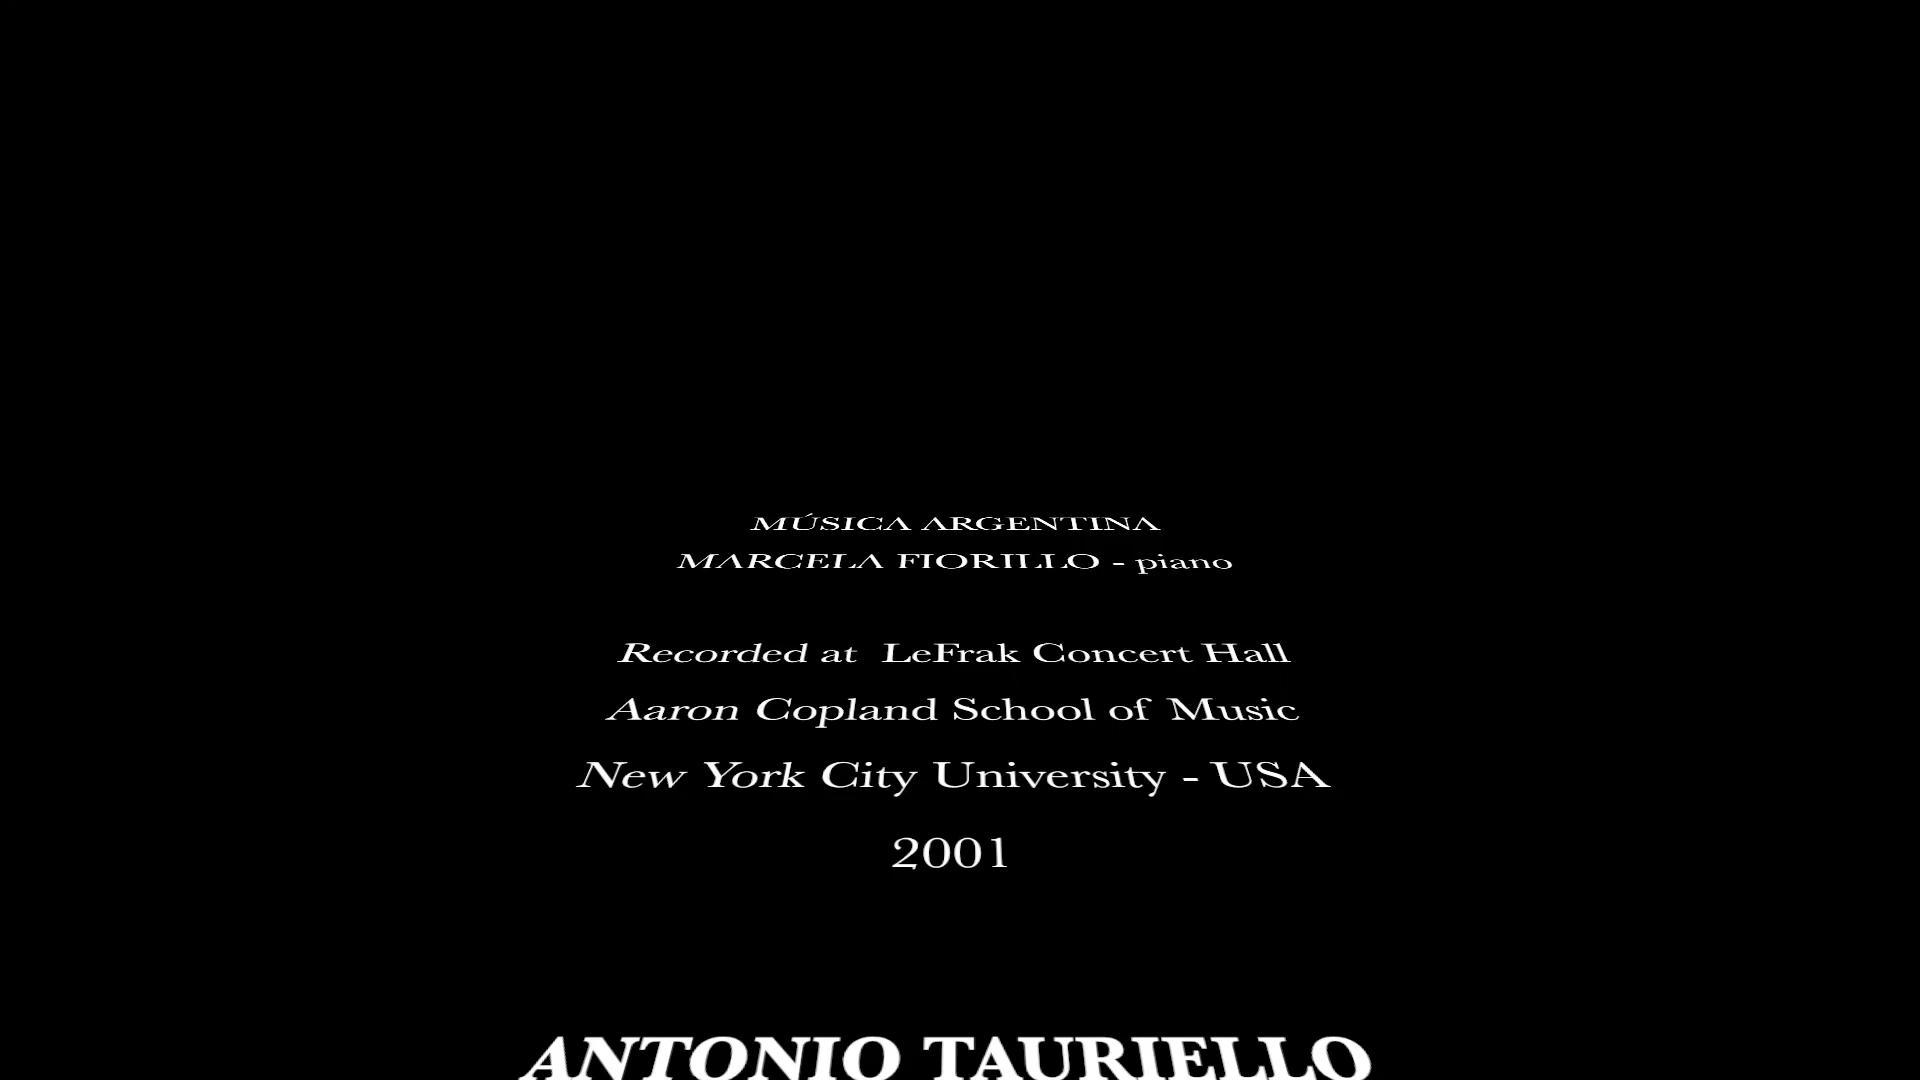 MÚSICA ARGENTINA
MARCELA FIORILLO - piano
Recorded at LeFrak Concert Hall
Aaron Copland School of Music
New York City University - USA
2001
ANTONIO TAURIELLO